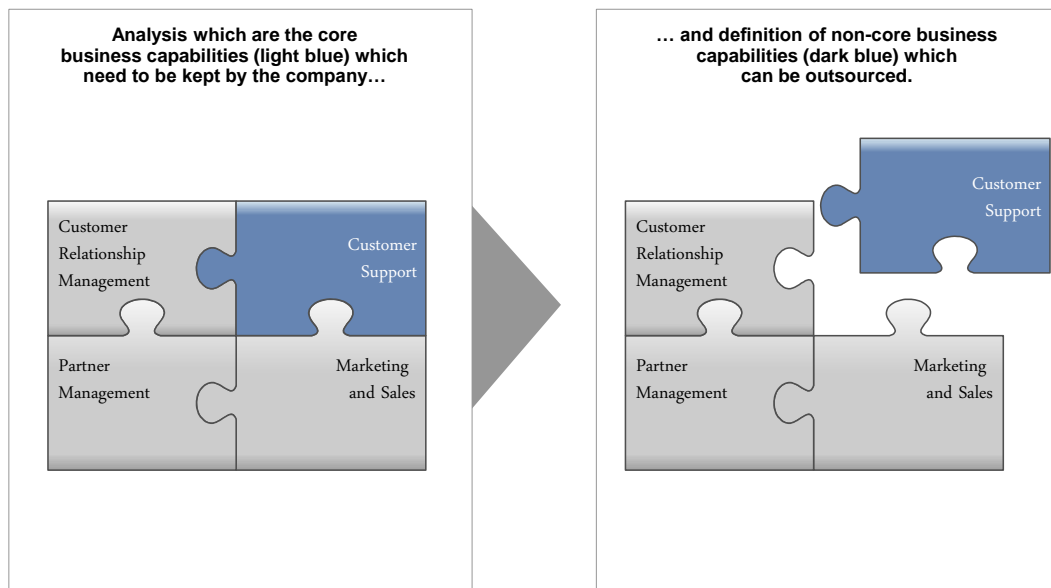 Analysis which are the core
business capabilities (light blue) which
need to be kept by the company…
Customer
Relationship
Management
Customer
Support
Partner
Management
Marketing
and Sales
… and definition of non-core business
capabilities (dark blue) which
can be outsourced.
Customer
Relationship
Management
Customer
Support
Partner
Management
Marketing
and Sales